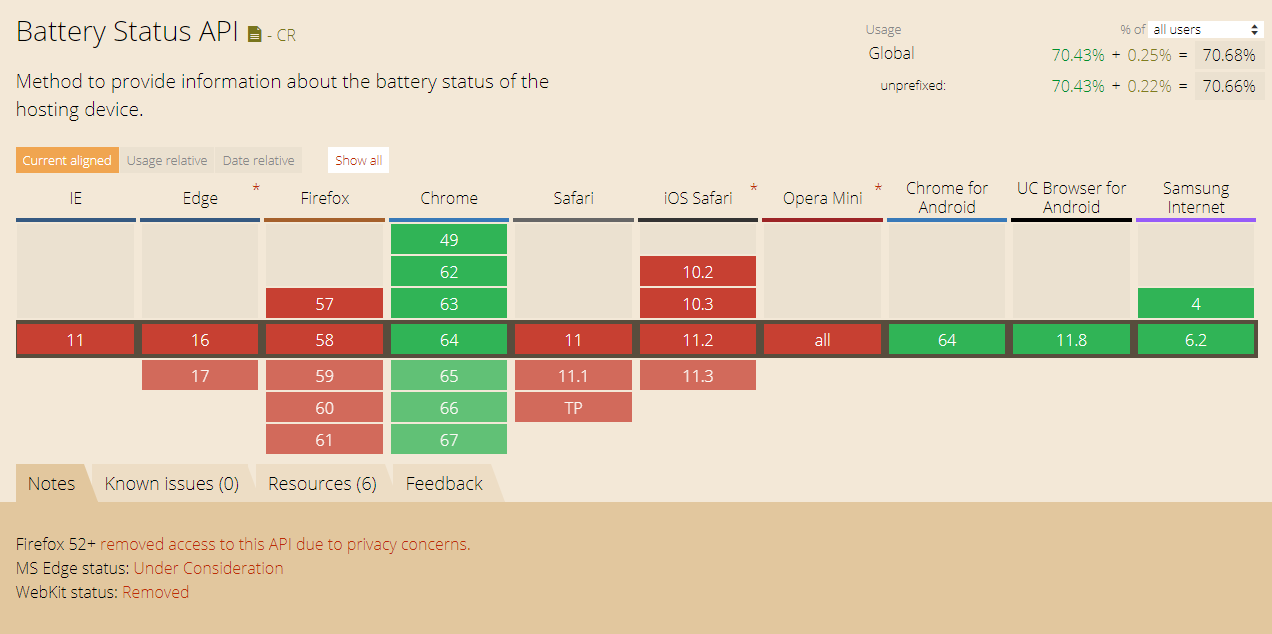 Battery Status API - CR
Usage % of all users
Global 70.43% + 0.25% = 70.68%
unprefixed: 70.43% + 0.22% = 70.66%
Method to provide information about the battery status of the
hosting device.
Current aligned Usage relative Date relative Show all
IE Edge * Firefox Chrome Safari iOS Safari * Opera Mini * Chrome for Android UC Browser for Android Samsung Internet
49
62 10.2
57 63 10.3 4
11 16 58 64 11 11.2 all 64 11.8 6.2
17 59 65 11.1 11.3
60 66 TP
61 67
Notes Known issues (0) Resources (6) Feedback
Firefox 52+ removed access to this API due to privacy concerns.
MS Edge status: Under Consideration
WebKit status: Removed